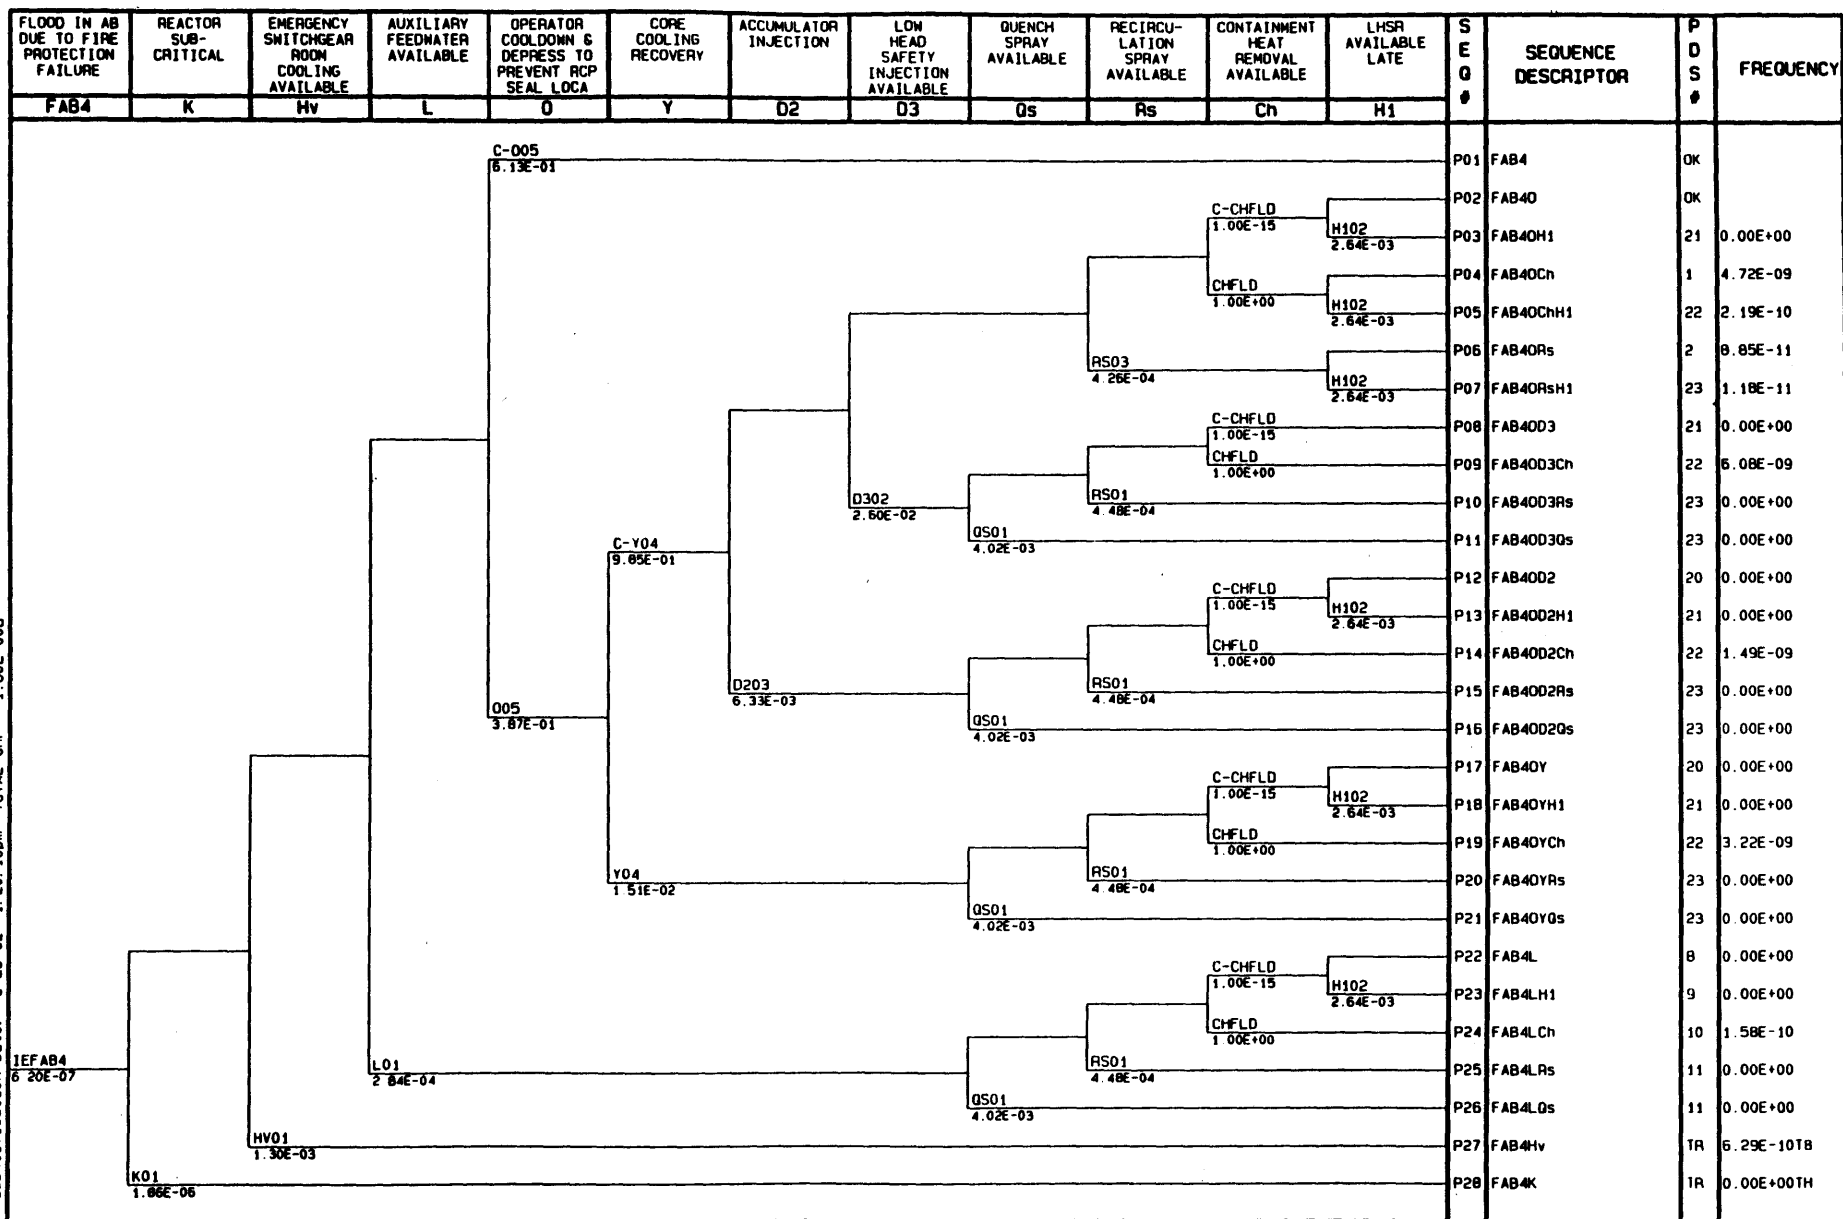 FLOOD IN AB
DUE TO FIRE
PROTECTION
FAILURE
REACTOR
SUB-
CRITICAL
EMERGENCY
SWITCHGEAR
ROOM
COOLING
AVAILABLE
AUXILIARY
FEEDWATER
AVAILABLE
OPERATOR
COOLDOWN &
DEPRESS TO
PREVENT RCP
SEAL LOCA
CORE
COOLING
RECOVERY
ACCUMULATOR
INJECTION
LOW
HEAD
SAFETY
INJECTION
AVAILABLE
QUENCH
SPRAY
AVAILABLE
RECIRCU-
LATION
SPRAY
AVAILABLE
CONTAINMENT
HEAT
REMOVAL
AVAILABLE
LHSR
AVAILABLE
LATE
SEQ#
SEQUENCE
DESCRIPTOR
PDS#
FREQUENCY
FAB4 K Hv L O Y D2 D3 Qs Rs Ch H1
C-O05
6.13E-01
P01 FAB4 OK
P02 FAB4O OK
C-CHFLD
1.00E-15
H102
2.64E-03
P03 FAB4OH1 21 0.00E+00
P04 FAB4OCh 1 4.72E-09
CHFLD
1.00E+00
H102
2.64E-03
P05 FAB4OChH1 22 2.19E-10
P06 FAB4ORs 2 8.85E-11
RS03
4.26E-04
H102
2.64E-03
P07 FAB4ORsH1 23 1.18E-11
C-CHFLD
1.00E-15
P08 FAB4OD3 21 0.00E+00
CHFLD
1.00E+00
P09 FAB4OD3Ch 22 6.08E-09
D302
2.60E-02
RS01
4.48E-04
P10 FAB4OD3Rs 23 0.00E+00
QS01
4.02E-03
P11 FAB4OD3Qs 23 0.00E+00
C-Y04
9.85E-01
P12 FAB4OD2 20 0.00E+00
C-CHFLD
1.00E-15
H102
2.64E-03
P13 FAB4OD2H1 21 0.00E+00
CHFLD
1.00E+00
P14 FAB4OD2Ch 22 1.49E-09
D203
6.33E-03
RS01
4.48E-04
P15 FAB4OD2Rs 23 0.00E+00
O05
3.87E-01
QS01
4.02E-03
P16 FAB4OD2Qs 23 0.00E+00
P17 FAB4OY 20 0.00E+00
C-CHFLD
1.00E-15
H102
2.64E-03
P18 FAB4OYH1 21 0.00E+00
CHFLD
1.00E+00
P19 FAB4OYCh 22 3.22E-09
Y04
1.51E-02
RS01
4.48E-04
P20 FAB4OYRs 23 0.00E+00
QS01
4.02E-03
P21 FAB4OYQs 23 0.00E+00
P22 FAB4L 8 0.00E+00
C-CHFLD
1.00E-15
H102
2.64E-03
P23 FAB4LH1 9 0.00E+00
CHFLD
1.00E+00
P24 FAB4LCh 10 1.58E-10
IEFAB4
6 20E-07
L01
2 84E-04
RS01
4.48E-04
P25 FAB4LRs 11 0.00E+00
QS01
4.02E-03
P26 FAB4LQs 11 0.00E+00
HV01
1.30E-03
P27 FAB4Hv TR 6.29E-10TB
K01
1.86E-06
P28 FAB4K TR 0.00E+00TH